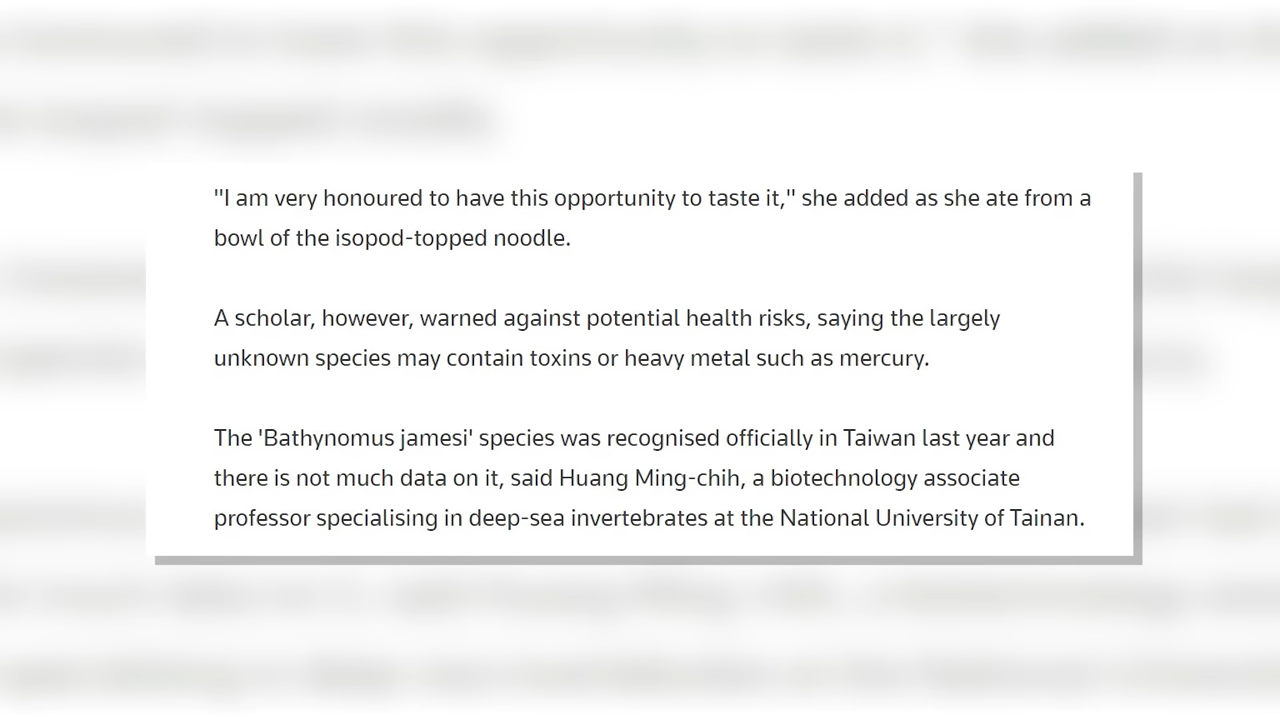 "I am very honoured to have this opportunity to taste it," she added as she ate from a
bowl of the isopod-topped noodle.
A scholar, however, warned against potential health risks, saying the largely
unknown species may contain toxins or heavy metal such as mercury.
The 'Bathynomus jamesi' species was recognised officially in Taiwan last year and
there is not much data on it, said Huang Ming-chih, a biotechnology associate
professor specialising in deep-sea invertebrates at the National University of Tainan.